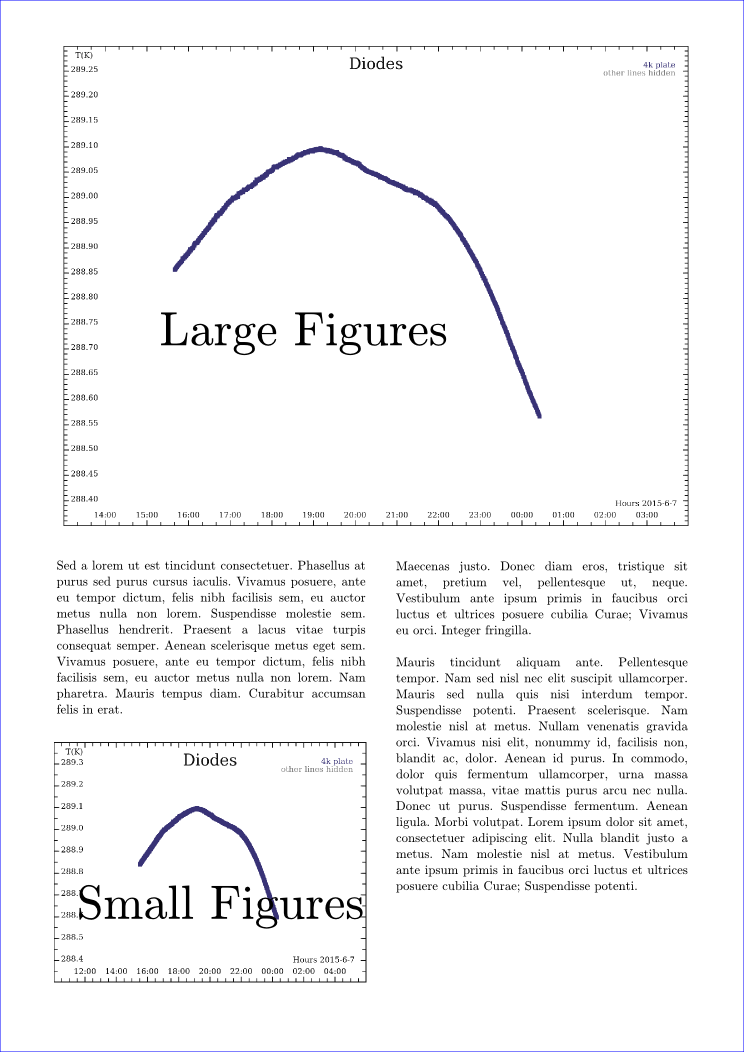 T(K)
Diodes
4k plate
other lines hidden
289.25
289.20
289.15
289.10
289.05
289.00
288.95
288.90
288.85
288.80
288.75
288.70
288.65
288.60
288.55
288.50
288.45
288.40
Large Figures
Hours 2015-6-7
14:00 15:00 16:00 17:00 18:00 19:00 20:00 21:00 22:00 23:00 00:00 01:00 02:00 03:00
Sed a lorem ut est tincidunt consectetuer. Phasellus at
purus sed purus cursus iaculis. Vivamus posuere, ante
eu tempor dictum, felis nibh facilisis sem, eu auctor
metus nulla non lorem. Suspendisse molestie sem.
Phasellus hendrerit. Praesent a lacus vitae turpis
consequat semper. Aenean scelerisque metus eget sem.
Vivamus posuere, ante eu tempor dictum, felis nibh
facilisis sem, eu auctor metus nulla non lorem. Nam
pharetra. Mauris tempus diam. Curabitur accumsan
felis in erat.
T(K)
Diodes
4k plate
other lines hidden
289.3
289.2
289.1
289.0
288.9
288.8
288.5
288.4
Small Figures
Hours 2015-6-7
12:00 14:00 16:00 18:00 20:00 22:00 00:00 02:00 04:00
Maecenas justo. Donec diam eros, tristique sit
amet, pretium vel, pellentesque ut, neque.
Vestibulum ante ipsum primis in faucibus orci
luctus et ultrices posuere cubilia Curae; Vivamus
eu orci. Integer fringilla.
Mauris tincidunt aliquam ante. Pellentesque
tempor. Nam sed nisl nec elit suscipit ullamcorper.
Mauris sed nulla quis nisi interdum tempor.
Suspendisse potenti. Praesent scelerisque. Nam
molestie nisl at metus. Nullam venenatis gravida
orci. Vivamus nisi elit, nonummy id, facilisis non,
blandit ac, dolor. Aenean id purus. In commodo,
dolor quis fermentum ullamcorper, urna massa
volutpat massa, vitae mattis purus arcu nec nulla.
Donec ut purus. Suspendisse fermentum. Aenean
ligula. Morbi volutpat. Lorem ipsum dolor sit amet,
consectetuer adipiscing elit. Nulla blandit justo a
metus. Nam molestie nisl at metus. Vestibulum
ante ipsum primis in faucibus orci luctus et ultrices
posuere cubilia Curae; Suspendisse potenti.